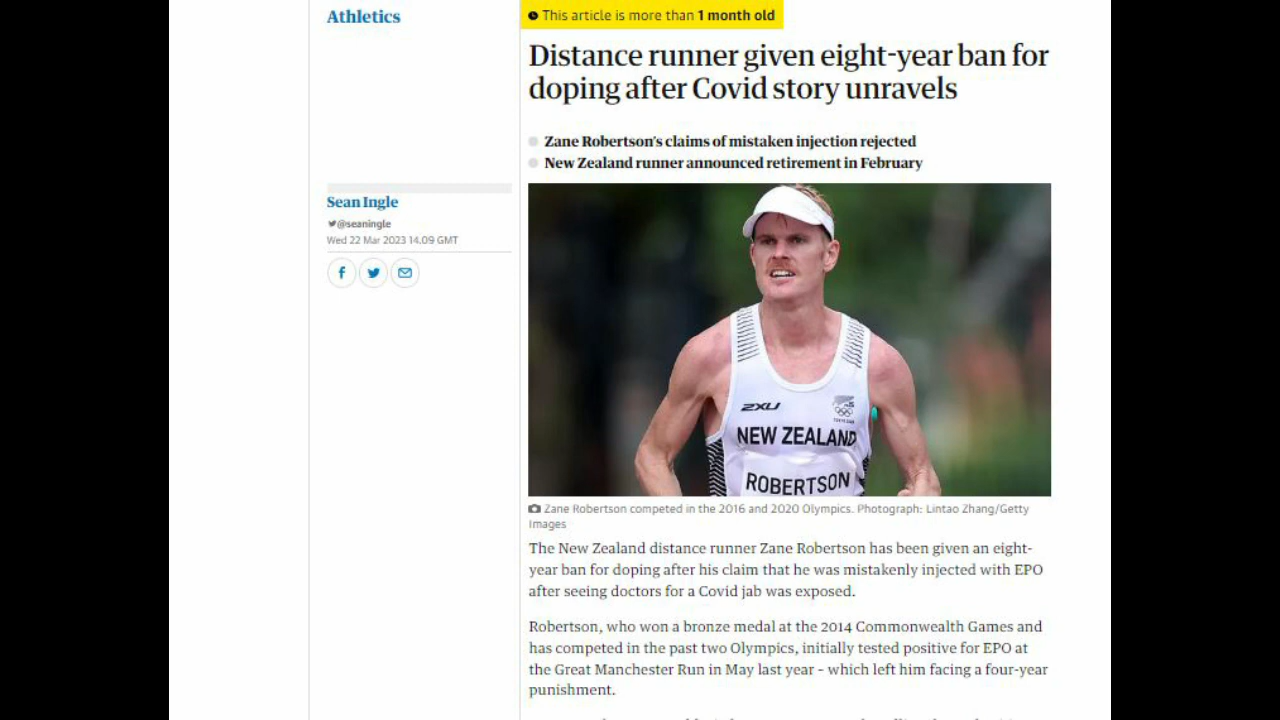 Athletics
This article is more than 1 month old
Distance runner given eight-year ban for
doping after Covid story unravels
Zane Robertson's claims of mistaken injection rejected
New Zealand runner announced retirement in February
Sean Ingle
@seaningle
Wed 22 Mar 2023 14.09 GMT
2XU
NEW ZEALAND
ROBERTSON
Zane Robertson competed in the 2016 and 2020 Olympics. Photograph: Lintao Zhang/Getty
Images
The New Zealand distance runner Zane Robertson has been given an eight-
year ban for doping after his claim that he was mistakenly injected with EPO
after seeing doctors for a Covid jab was exposed.
Robertson, who won a bronze medal at the 2014 Commonwealth Games and
has competed in the past two Olympics, initially tested positive for EPO at
the Great Manchester Run in May last year – which left him facing a four-year
punishment.